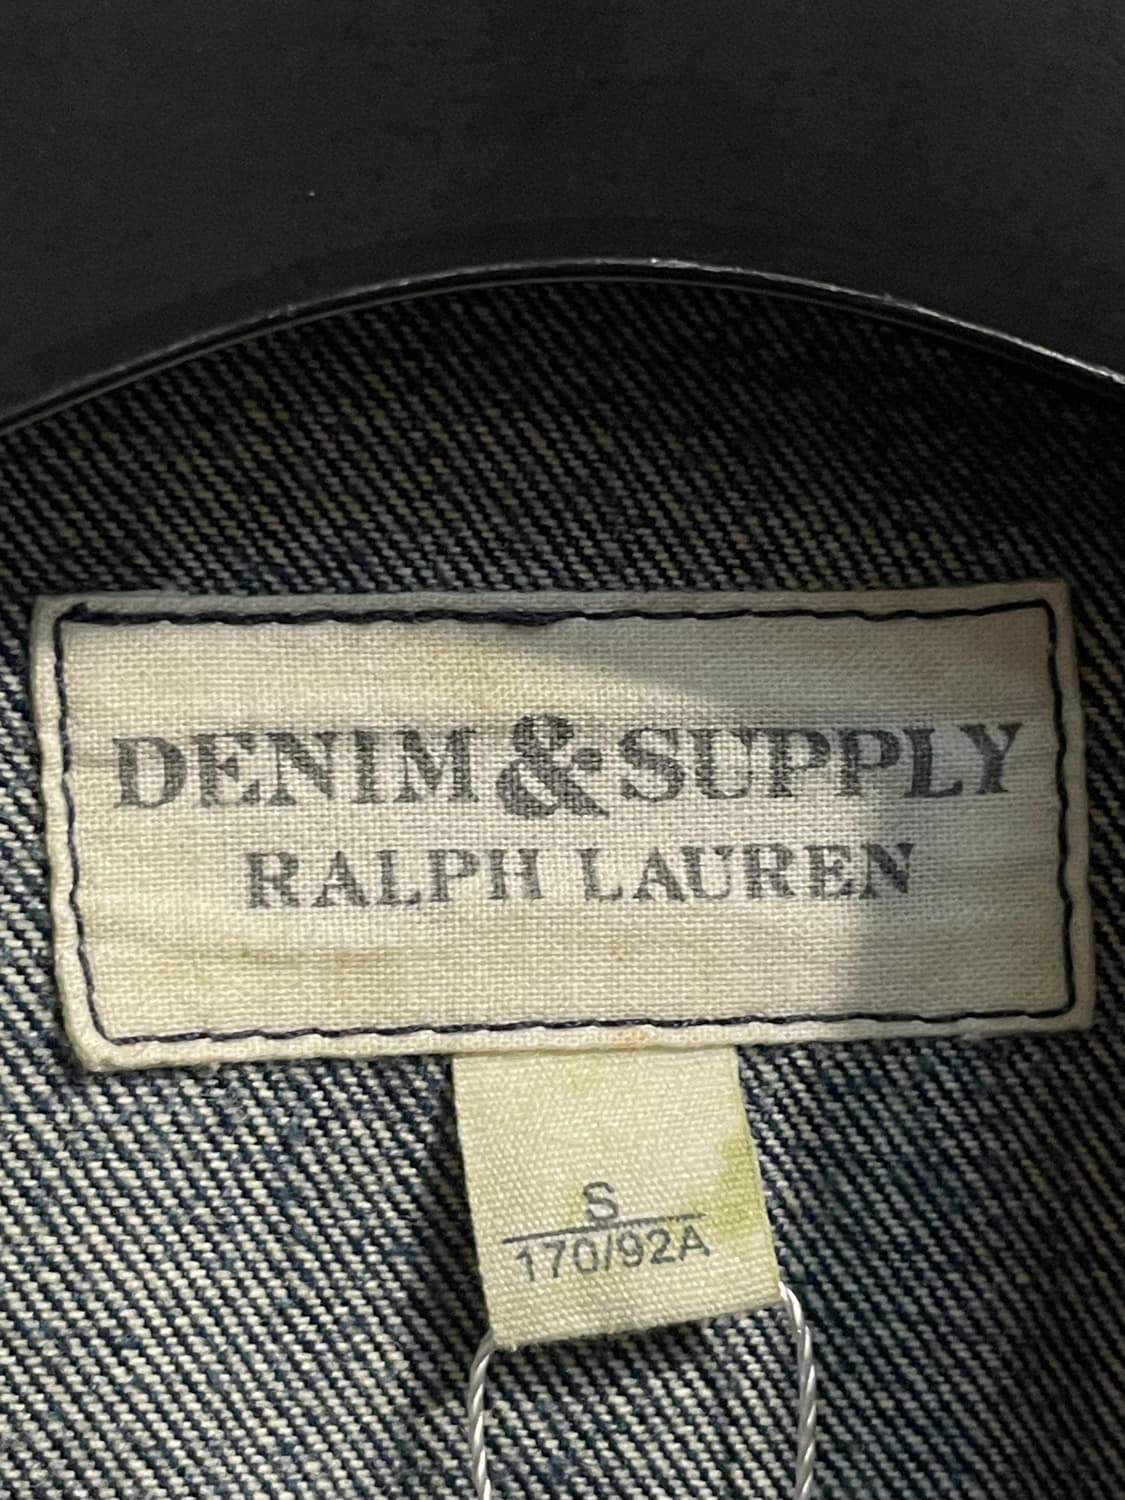 DENIM & SUPPLY
RALPH LAUREN
S
170/92A